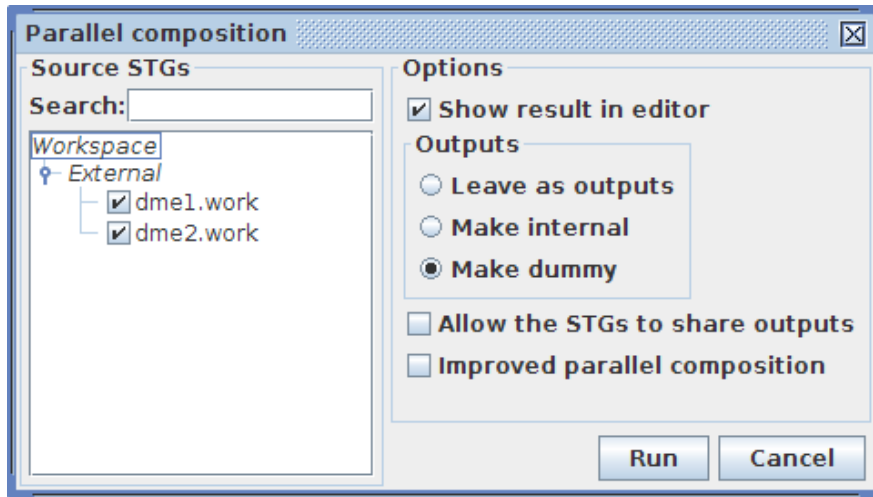 Parallel composition
Source STGs
Search:
Workspace
External
dme1.work
dme2.work
Options
Show result in editor
Outputs
Leave as outputs
Make internal
Make dummy
Allow the STGs to share outputs
Improved parallel composition
Run
Cancel